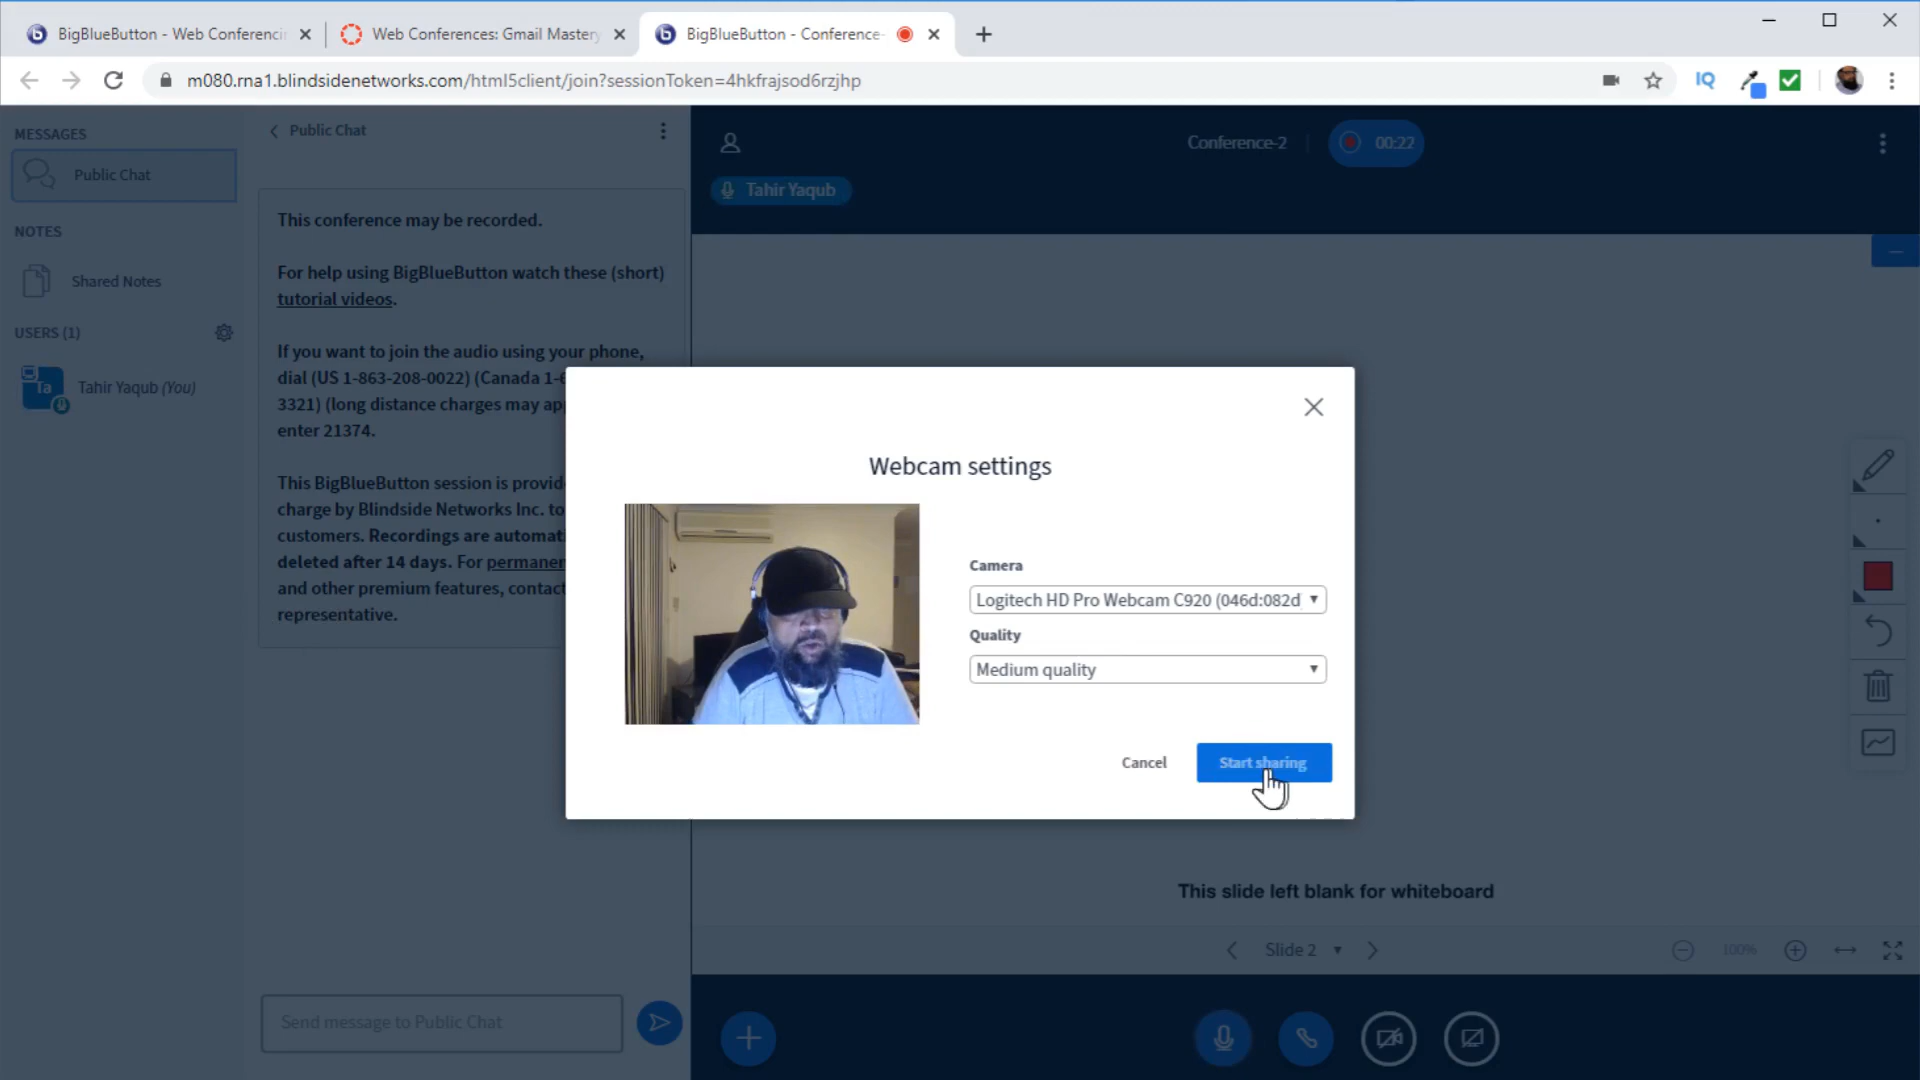 BigBlueButton - Web Conferenci
Web Conferences: Gmail Mastery
BigBlueButton - Conference-
m080.rna1.blindsidenetworks.com/html5client/join?sessionToken=4hkfrajsod6rzjhp
IQ
MESSAGES
Public Chat
NOTES
Shared Notes
USERS (1)
Ta
Tahir Yaqub (You)
Public Chat
This conference may be recorded.
For help using BigBlueButton watch these (short)
tutorial videos.
If you want to join the audio using your phone,
dial (US 1-863-208-0022) (Canada 1-6
3321) (long distance charges may ap
enter 21374.
This BigBlueButton session is provid
charge by Blindside Networks Inc. to
customers. Recordings are automat
deleted after 14 days. For permanen
and other premium features, contac
representative.
Send message to Public Chat
Conference-2
00:22
Tahir Yaqub
Webcam settings
Camera
Logitech HD Pro Webcam C920 (046d:082d
Quality
Medium quality
Cancel
Start sharing
This slide left blank for whiteboard
Slide 2
100%